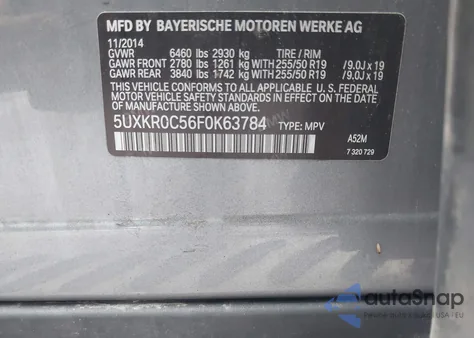 MFD BY BAYERISCHE MOTOREN WERKE AG
11/2014
GVWR 6460 lbs 2930 kg TIRE / RIM
GAWR FRONT 2780 lbs 1261 kg WITH 255/50 R19 /9.0J x 19
GAWR REAR 3840 lbs 1742 kg WITH 255/50 R19 /9.0J x 19
THIS VEHICLE CONFORMS TO ALL APPLICABLE U.S. FEDERAL
MOTOR VEHICLE SAFETY STANDARDS IN EFFECT ON THE
DATE OF MANUFACTURE SHOWN ABOVE.
5UXKR0C56F0K63784 TYPE: MPV
A52M
7 320 729
autoSnap